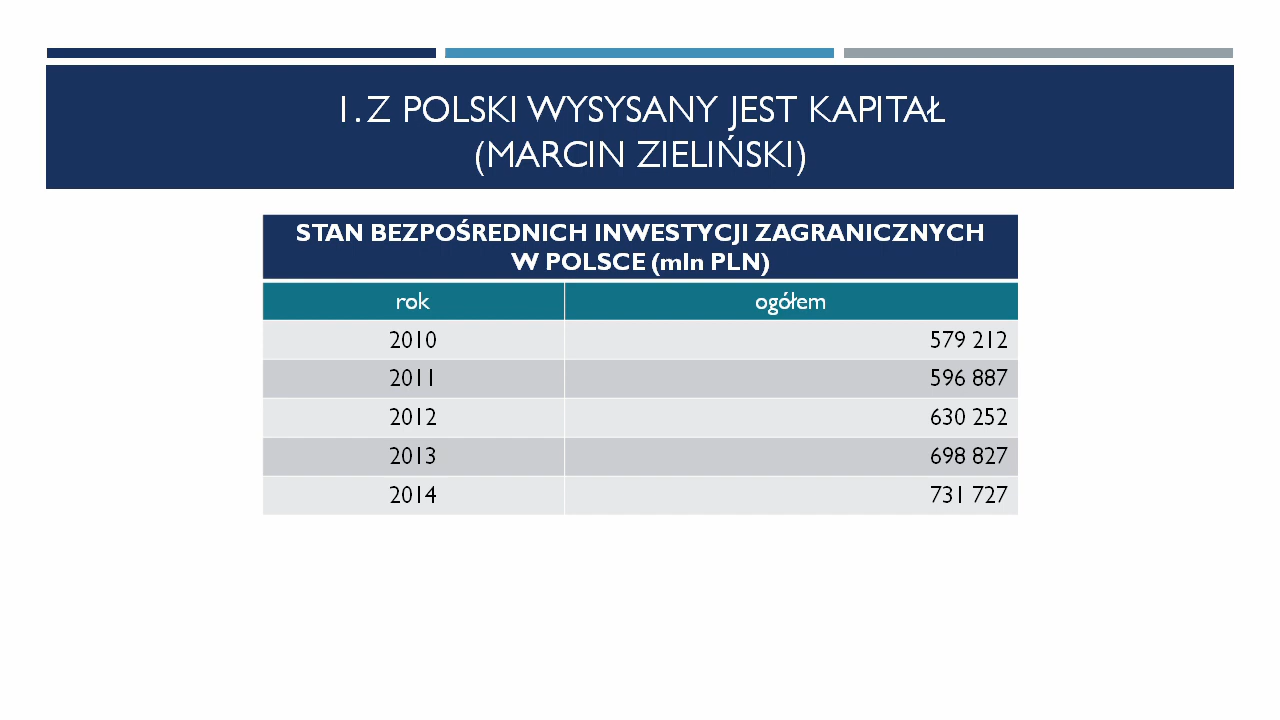 1. Z POLSKI WYSYSANY JEST KAPITAŁ
(MARCIN ZIELIŃSKI)
STAN BEZPOŚREDNICH INWESTYCJI ZAGRANICZNYCH
W POLSCE (mln PLN)
rok ogółem
2010 579 212
2011 596 887
2012 630 252
2013 698 827
2014 731 727